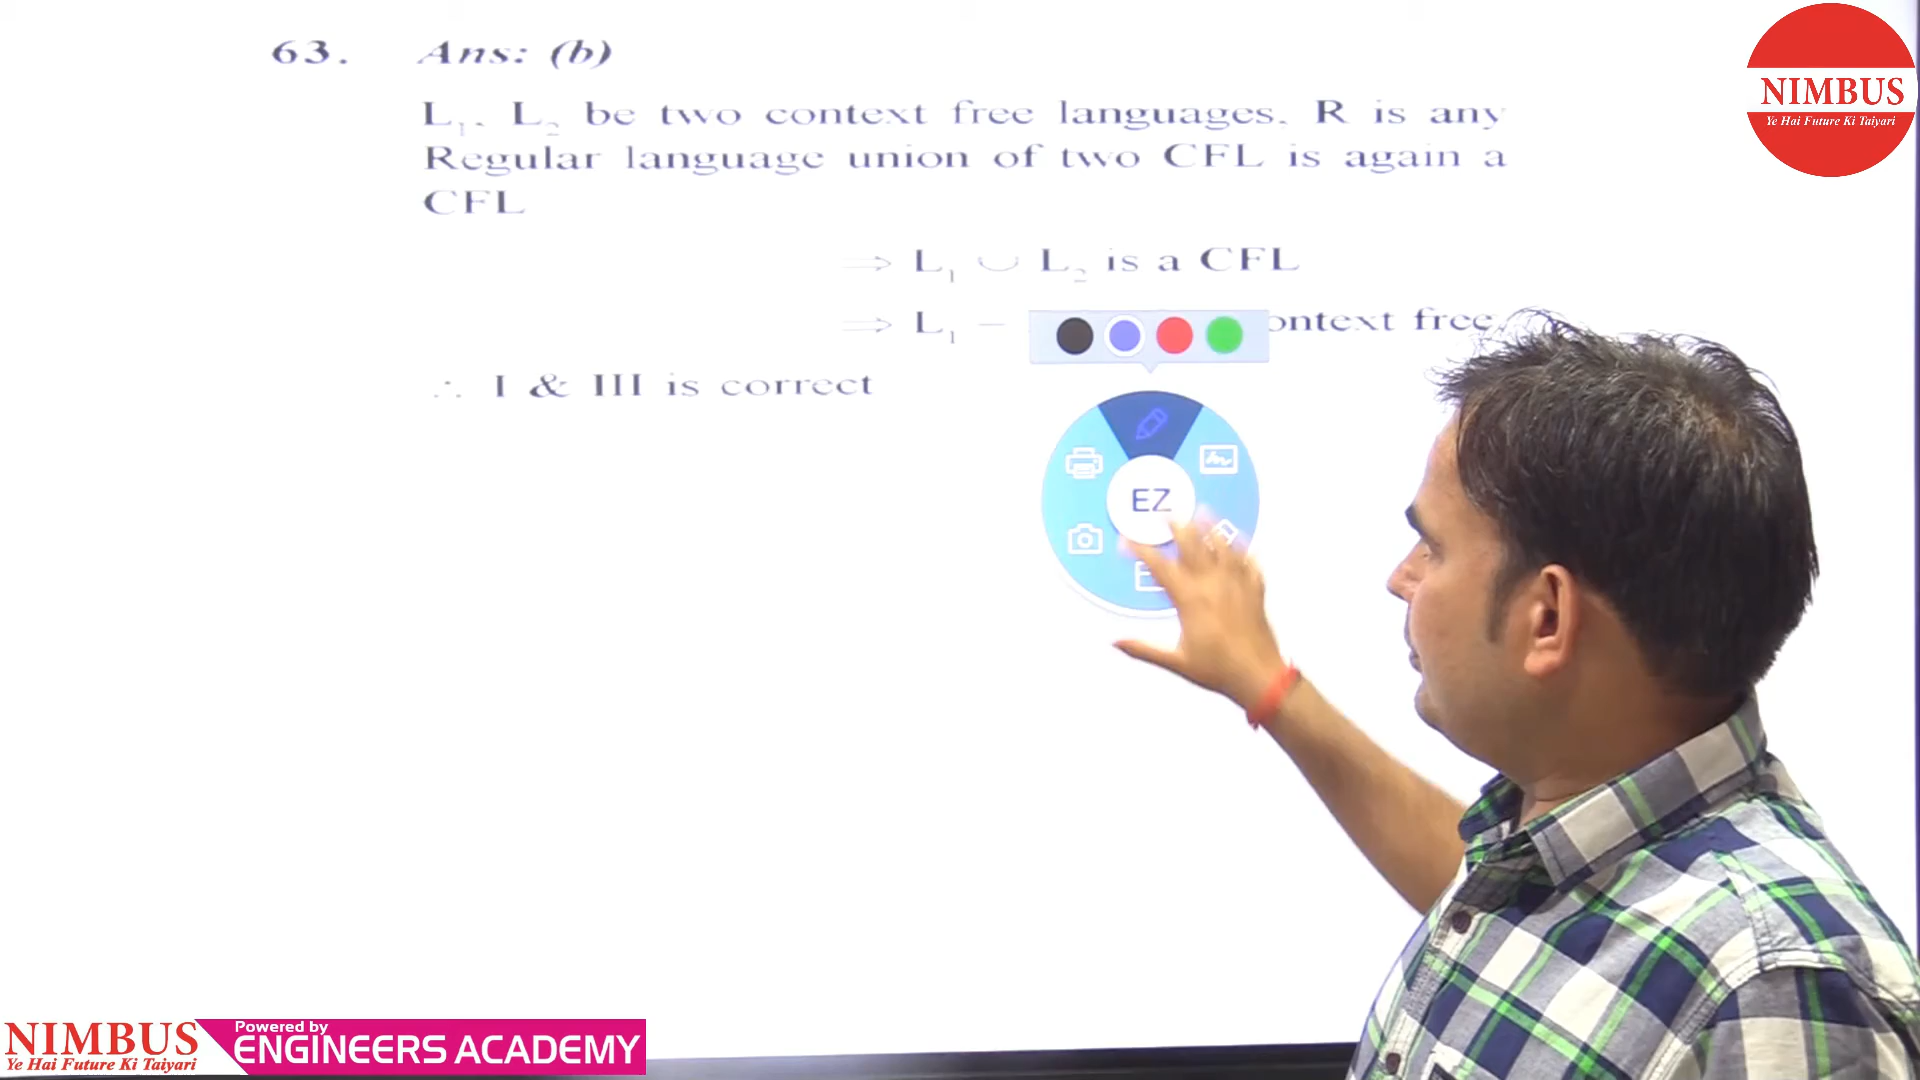 63. Ans: (b)
L₁, L₂ be two context free languages. R is any
Regular language union of two CFL is again a
CFL
⇒ L₁ ∪ L₂ is a CFL
⇒ L₁ – ontext free
∴ I & III is correct
EZ
NIMBUS
Ye Hai Future Ki Taiyari
NIMBUS
Ye Hai Future Ki Taiyari
Powered by
ENGINEERS ACADEMY